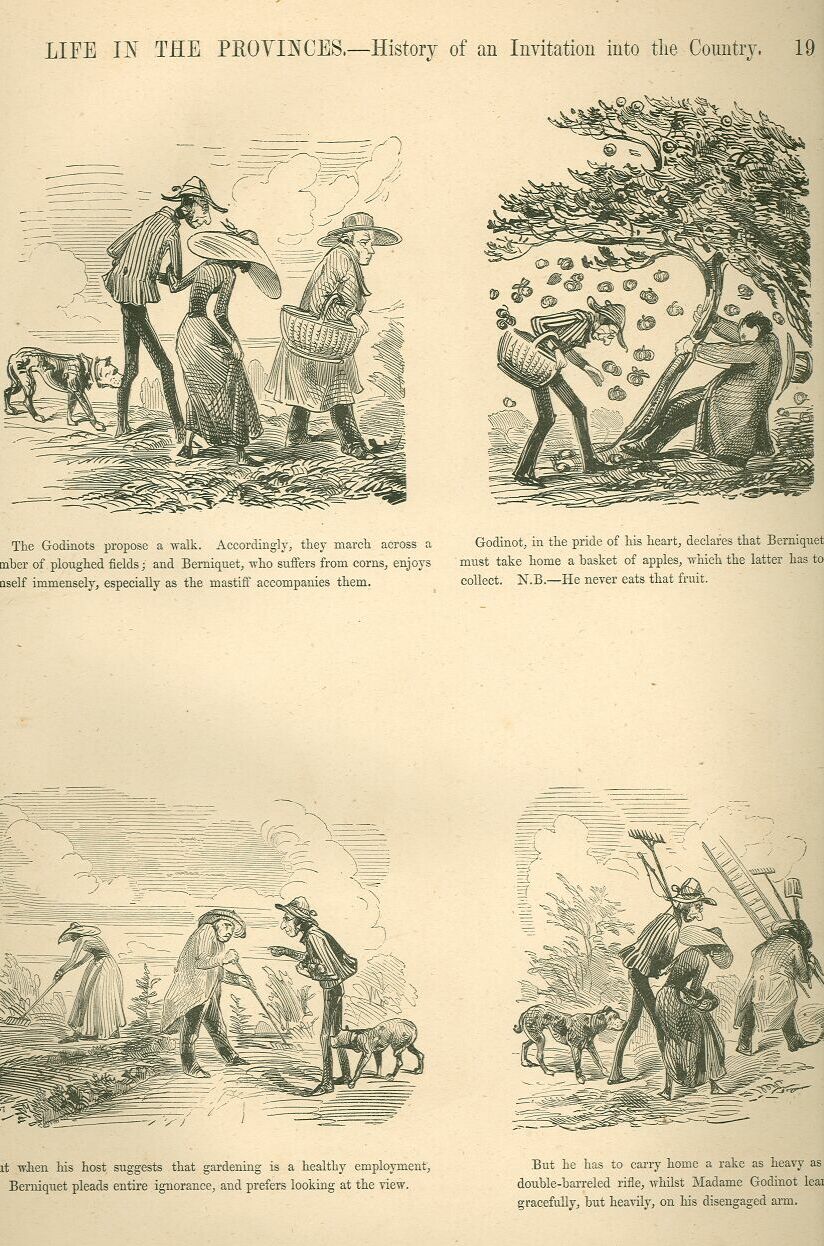 LIFE IN THE PROVINCES.—History of an Invitation into the Country. 19
The Godinots propose a walk. Accordingly, they march across a
mber of ploughed fields; and Berniquet, who suffers from corns, enjoys
nself immensely, especially as the mastiff accompanies them.
Godinot, in the pride of his heart, declares that Berniquet
must take home a basket of apples, which the latter has to
collect. N.B.—He never eats that fruit.
ut when his host suggests that gardening is a healthy employment,
Berniquet pleads entire ignorance, and prefers looking at the view.
But he has to carry home a rake as heavy as
double-barreled rifle, whilst Madame Godinot lean
gracefully, but heavily, on his disengaged arm.